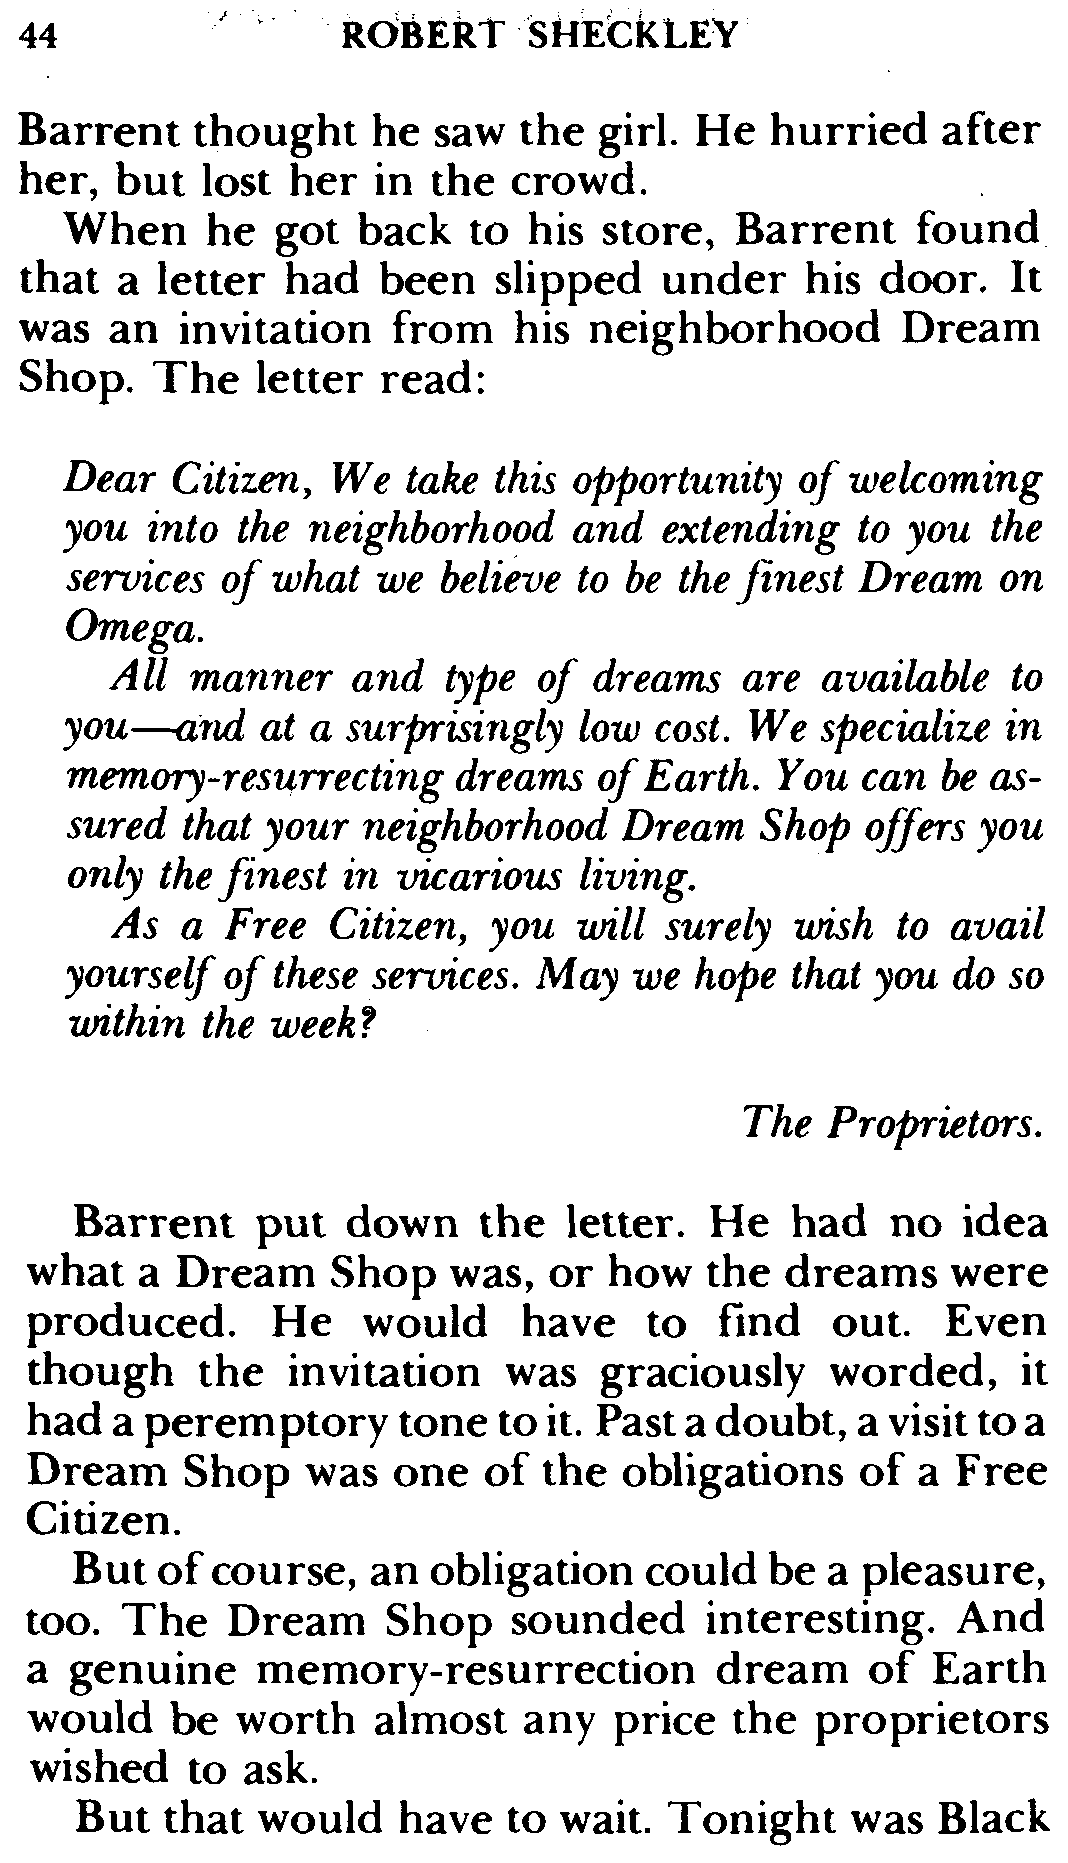 44 ROBERT SHECKLEY
Barrent thought he saw the girl. He hurried after
her, but lost her in the crowd.
When he got back to his store, Barrent found
that a letter had been slipped under his door. It
was an invitation from his neighborhood Dream
Shop. The letter read:
Dear Citizen, We take this opportunity of welcoming
you into the neighborhood and extending to you the
services of what we believe to be the finest Dream on
Omega.
All manner and type of dreams are available to
you—and at a surprisingly low cost. We specialize in
memory-resurrecting dreams of Earth. You can be as-
sured that your neighborhood Dream Shop offers you
only the finest in vicarious living.
As a Free Citizen, you will surely wish to avail
yourself of these services. May we hope that you do so
within the week?
The Proprietors.
Barrent put down the letter. He had no idea
what a Dream Shop was, or how the dreams were
produced. He would have to find out. Even
though the invitation was graciously worded, it
had a peremptory tone to it. Past a doubt, a visit to a
Dream Shop was one of the obligations of a Free
Citizen.
But of course, an obligation could be a pleasure,
too. The Dream Shop sounded interesting. And
a genuine memory-resurrection dream of Earth
would be worth almost any price the proprietors
wished to ask.
But that would have to wait. Tonight was Black